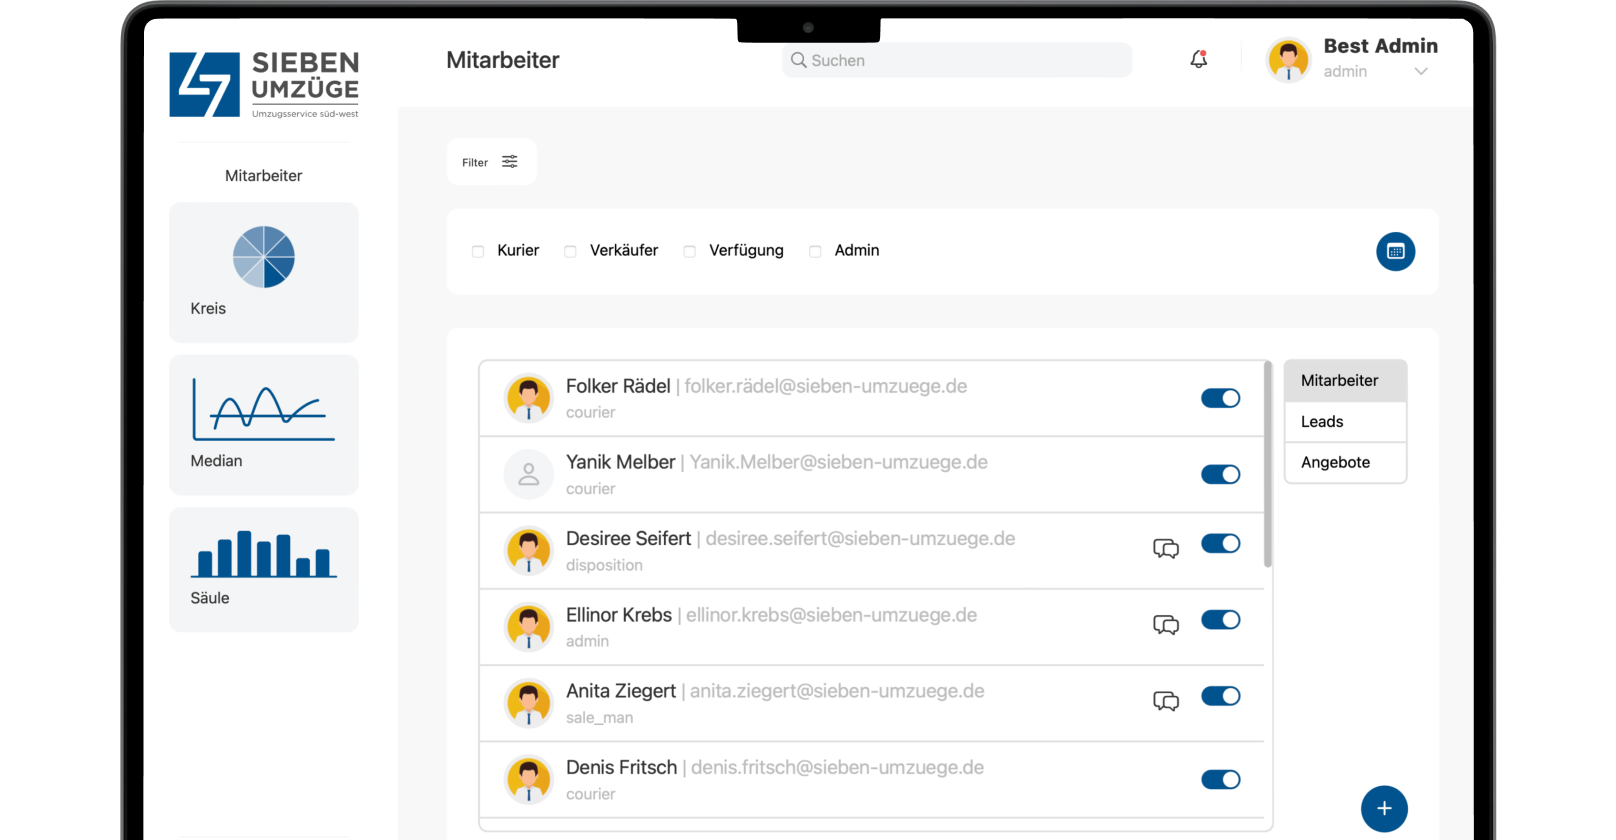 SIEBEN
UMZÜGE
Umzugsservice süd-west
Mitarbeiter
Suchen
Best Admin
admin
Mitarbeiter
Kreis
Median
Säule
Filter
Kurier
Verkäufer
Verfügung
Admin
Folker Rädel | folker.rädel@sieben-umzuege.de
courier
Yanik Melber | Yanik.Melber@sieben-umzuege.de
courier
Desiree Seifert | desiree.seifert@sieben-umzuege.de
disposition
Ellinor Krebs | ellinor.krebs@sieben-umzuege.de
admin
Anita Ziegert | anita.ziegert@sieben-umzuege.de
sale_man
Denis Fritsch | denis.fritsch@sieben-umzuege.de
courier
Mitarbeiter
Leads
Angebote